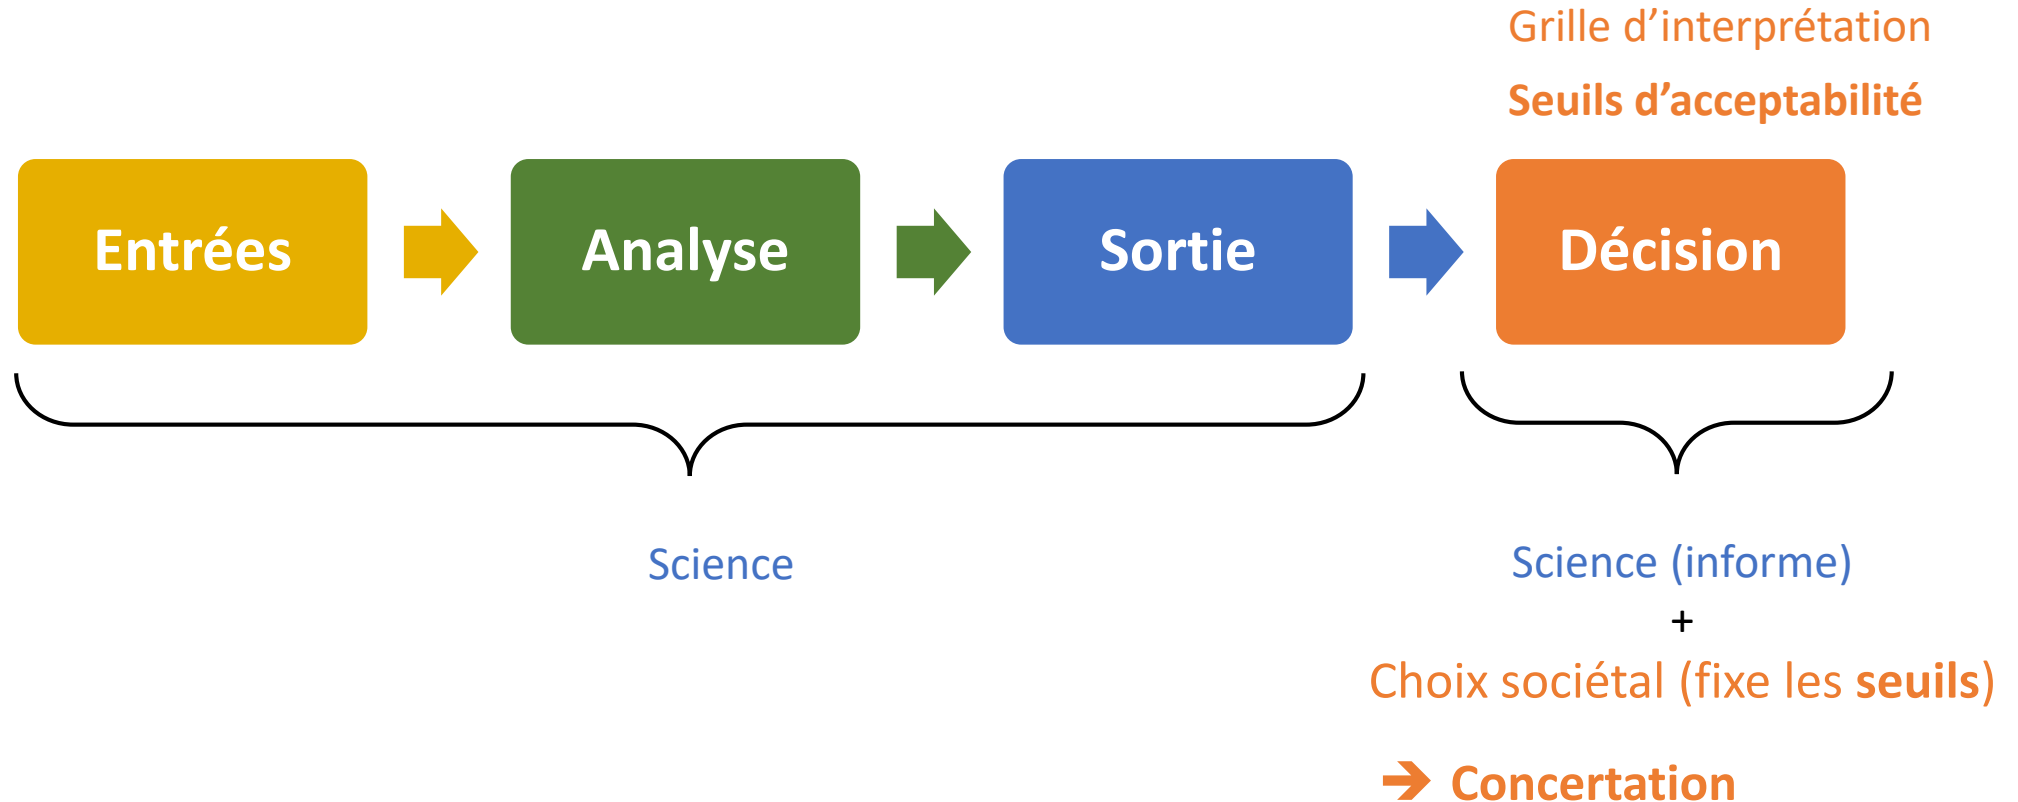 Grille d’interprétation
Seuils d’acceptabilité
Entrées
Analyse
Sortie
Décision
Science
Science (informe)
+
Choix sociétal (fixe les seuils)
➔ Concertation